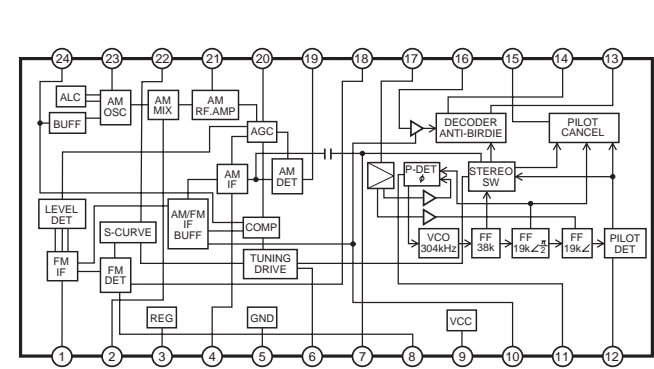 24 23 22 21 20 19 18 17 16 15 14 13
ALC
BUFF
AM
OSC
AM
MIX
AM
RF.AMP
AGC
DECODER
ANTI-BIRDIE
PILOT
CANCEL
AM
IF
AM
DET
P-DET
φ
STEREO
SW
LEVEL
DET
S-CURVE
AM/FM
IF
BUFF
COMP
FM
IF
FM
DET
TUNING
DRIVE
VCO
304kHz
FF
38k
FF
19k∠π/2
FF
19k∠
PILOT
DET
REG
GND
VCC
1 2 3 4 5 6 7 8 9 10 11 12